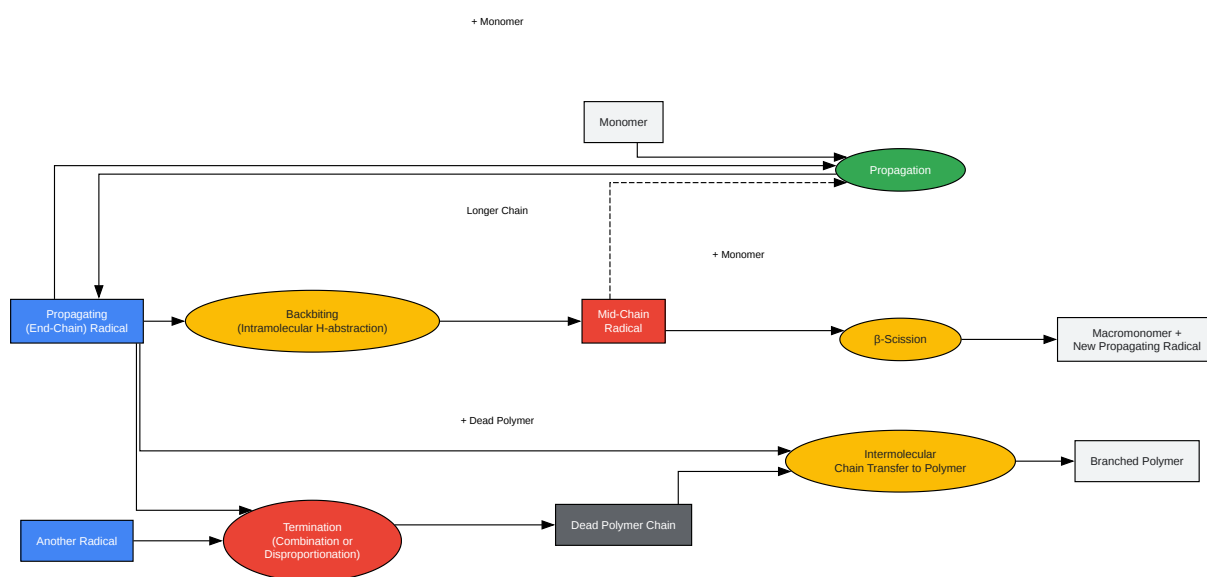 + Monomer
Monomer
Propagation
Longer Chain
+ Monomer
Propagating
(End-Chain) Radical
Backbiting
(Intramolecular H-abstraction)
Mid-Chain
Radical
β-Scission
Macromonomer +
New Propagating Radical
+ Dead Polymer
Intermolecular
Chain Transfer to Polymer
Branched Polymer
Another Radical
Termination
(Combination or
Disproportionation)
Dead Polymer Chain